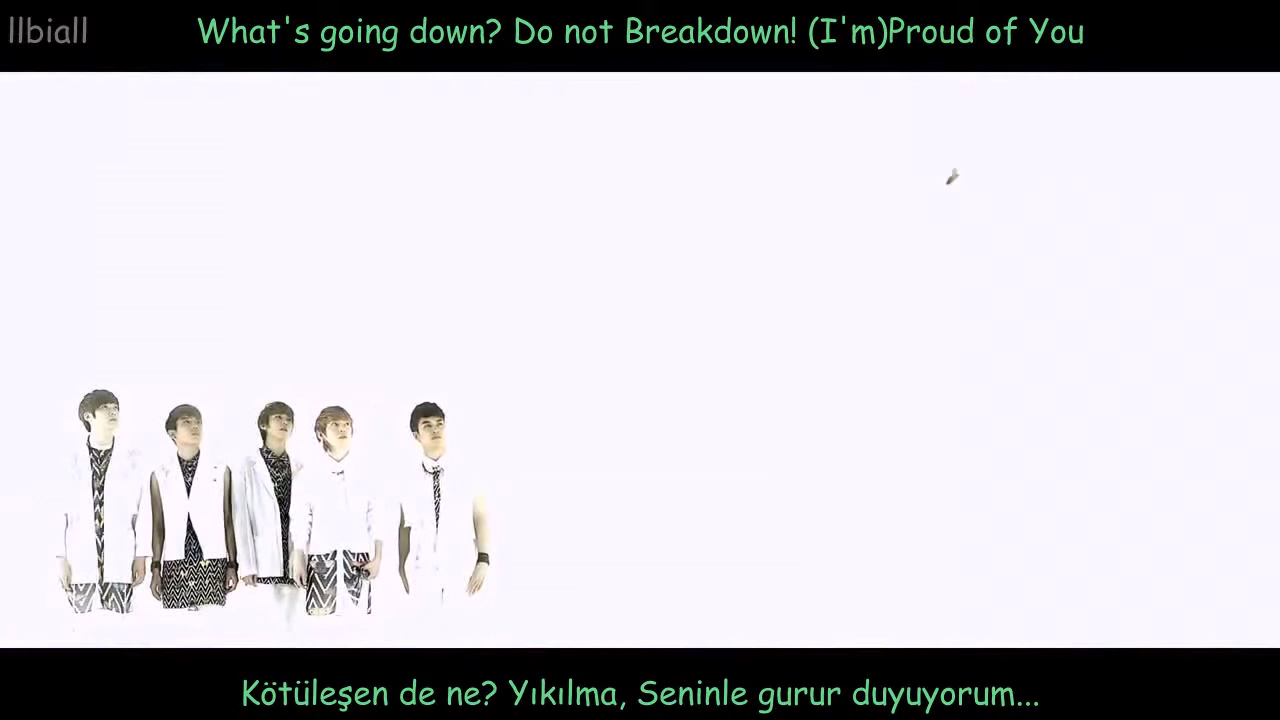 llbiall
What's going down? Do not Breakdown! (I'm)Proud of You
Kötüleşen de ne? Yıkılma, Seninle gurur duyuyorum...